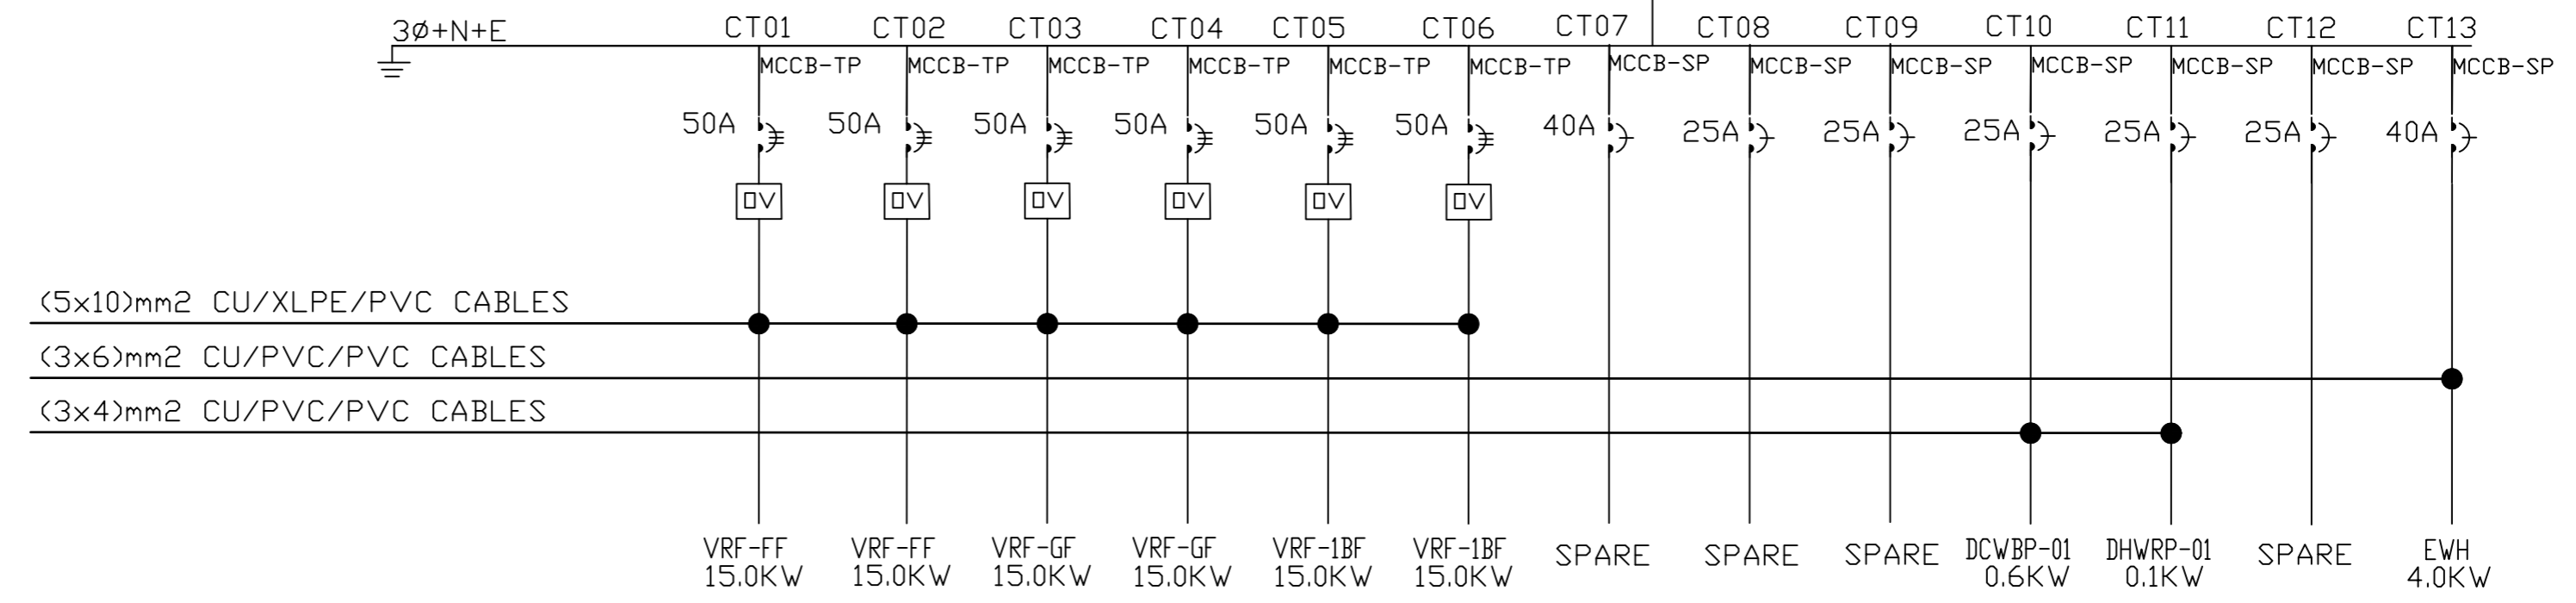 3Ø+N+E CT01 CT02 CT03 CT04 CT05 CT06 CT07 CT08 CT09 CT10 CT11 CT12 CT13
MCCB-TP MCCB-TP MCCB-TP MCCB-TP MCCB-TP MCCB-TP MCCB-SP MCCB-SP MCCB-SP MCCB-SP MCCB-SP MCCB-SP MCCB-SP
50A 50A 50A 50A 50A 50A 40A 25A 25A 25A 25A 25A 40A
OV OV OV OV OV OV
(5x10)mm2 CU/XLPE/PVC CABLES
(3x6)mm2 CU/PVC/PVC CABLES
(3x4)mm2 CU/PVC/PVC CABLES
VRF-FF VRF-FF VRF-GF VRF-GF VRF-1BF VRF-1BF SPARE SPARE SPARE DCWBP-01 DHWRP-01 SPARE EWH
15.0KW 15.0KW 15.0KW 15.0KW 15.0KW 15.0KW 0.6KW 0.1KW 4.0KW